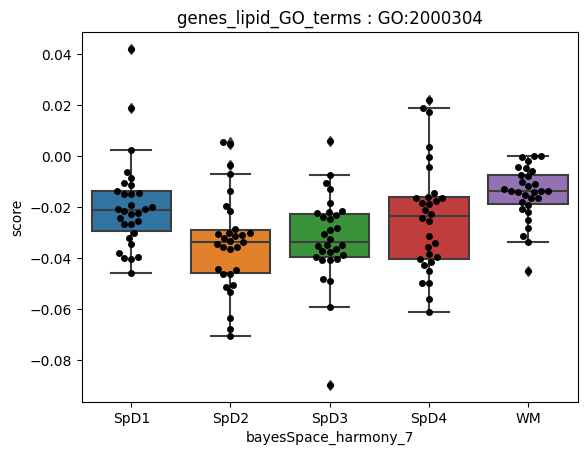 genes_lipid_GO_terms : GO:2000304
score
0.04
0.02
0.00
−0.02
−0.04
−0.06
−0.08
SpD1 SpD2 SpD3 SpD4 WM
bayesSpace_harmony_7